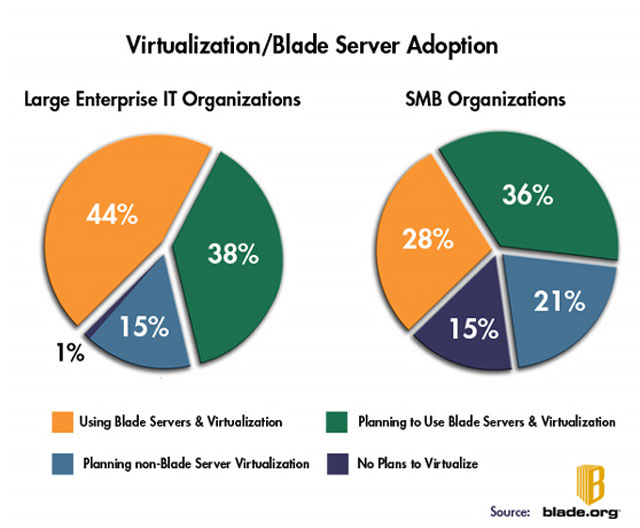 Virtualization/Blade Server Adoption
Large Enterprise IT Organizations
SMB Organizations
44%
38%
15%
1%
36%
28%
21%
15%
Using Blade Servers & Virtualization
Planning to Use Blade Servers & Virtualization
Planning non-Blade Server Virtualization
No Plans to Virtualize
B
Source: blade.org